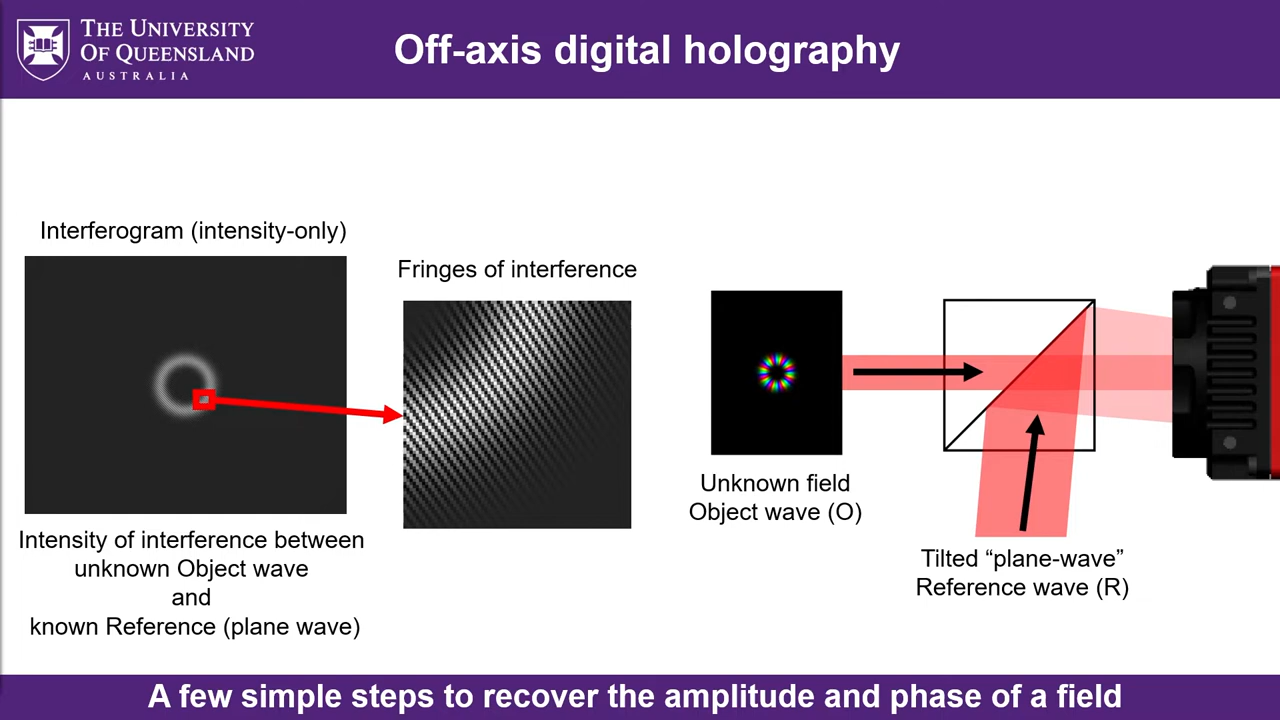 THE UNIVERSITY
OF QUEENSLAND
AUSTRALIA
Off-axis digital holography
Interferogram (intensity-only)
Fringes of interference
Intensity of interference between
unknown Object wave
and
known Reference (plane wave)
Unknown field
Object wave (O)
Tilted “plane-wave”
Reference wave (R)
A few simple steps to recover the amplitude and phase of a field